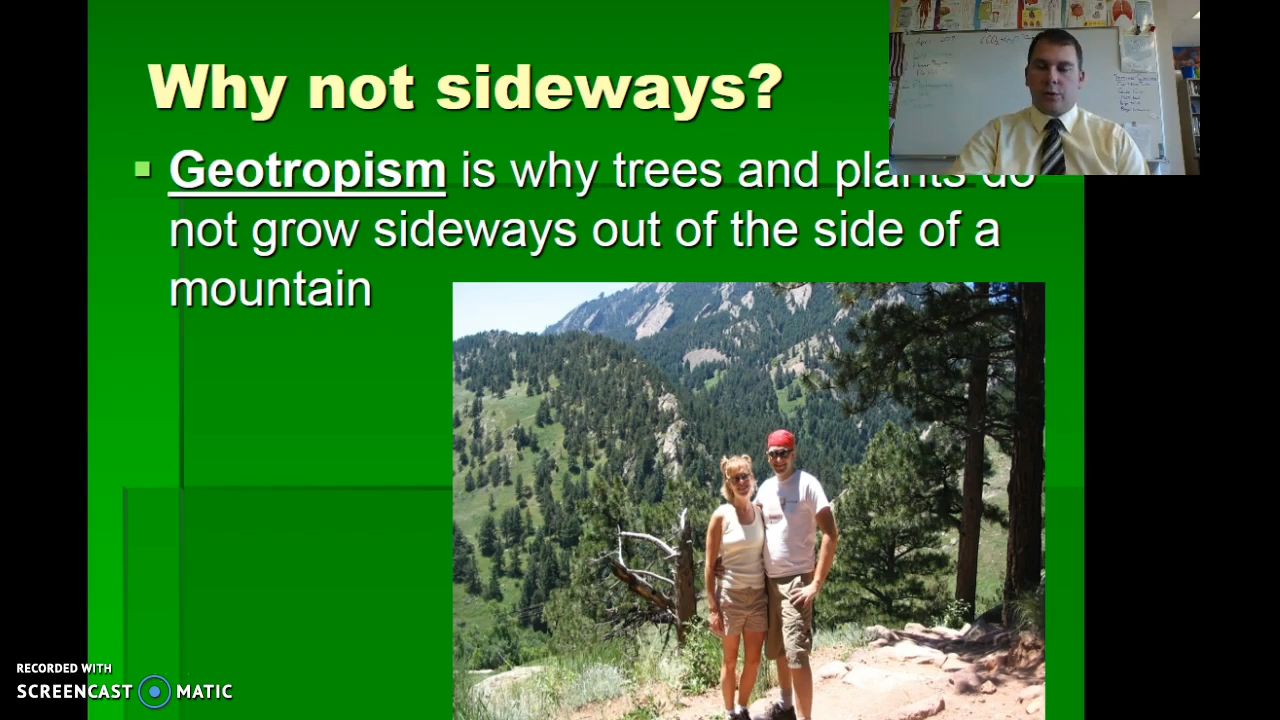 Why not sideways?
▪ Geotropism is why trees and plants do
not grow sideways out of the side of a
mountain
RECORDED WITH
SCREENCAST MATIC